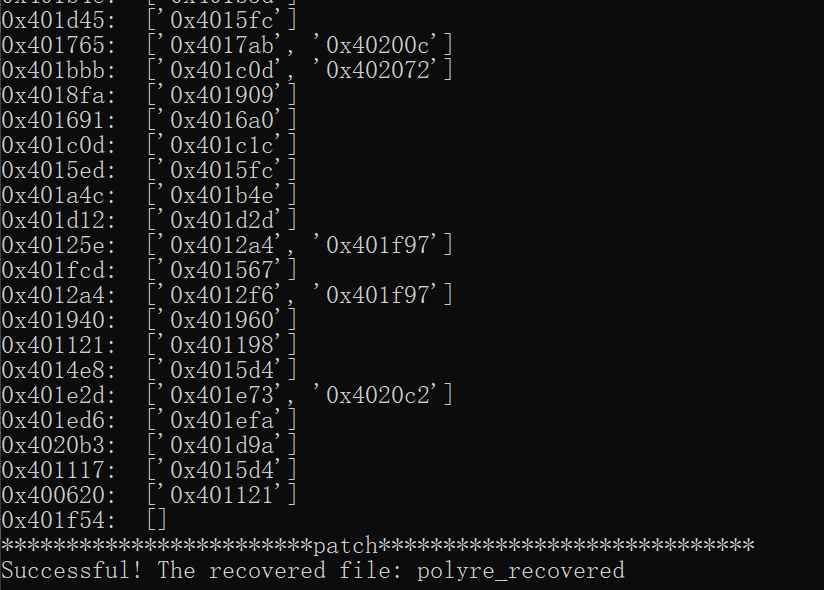 0x401d45: ['0x4015fc']
0x401765: ['0x4017ab', '0x40200c']
0x401bbb: ['0x401c0d', '0x402072']
0x4018fa: ['0x401909']
0x401691: ['0x4016a0']
0x401c0d: ['0x401c1c']
0x4015ed: ['0x4015fc']
0x401a4c: ['0x401b4e']
0x401d12: ['0x401d2d']
0x40125e: ['0x4012a4', '0x401f97']
0x401fcd: ['0x401567']
0x4012a4: ['0x4012f6', '0x401f97']
0x401940: ['0x401960']
0x401121: ['0x401198']
0x4014e8: ['0x4015d4']
0x401e2d: ['0x401e73', '0x4020c2']
0x401ed6: ['0x401efa']
0x4020b3: ['0x401d9a']
0x401117: ['0x4015d4']
0x400620: ['0x401121']
0x401f54: []
************************patch*****************************
Successful! The recovered file: polyre_recovered